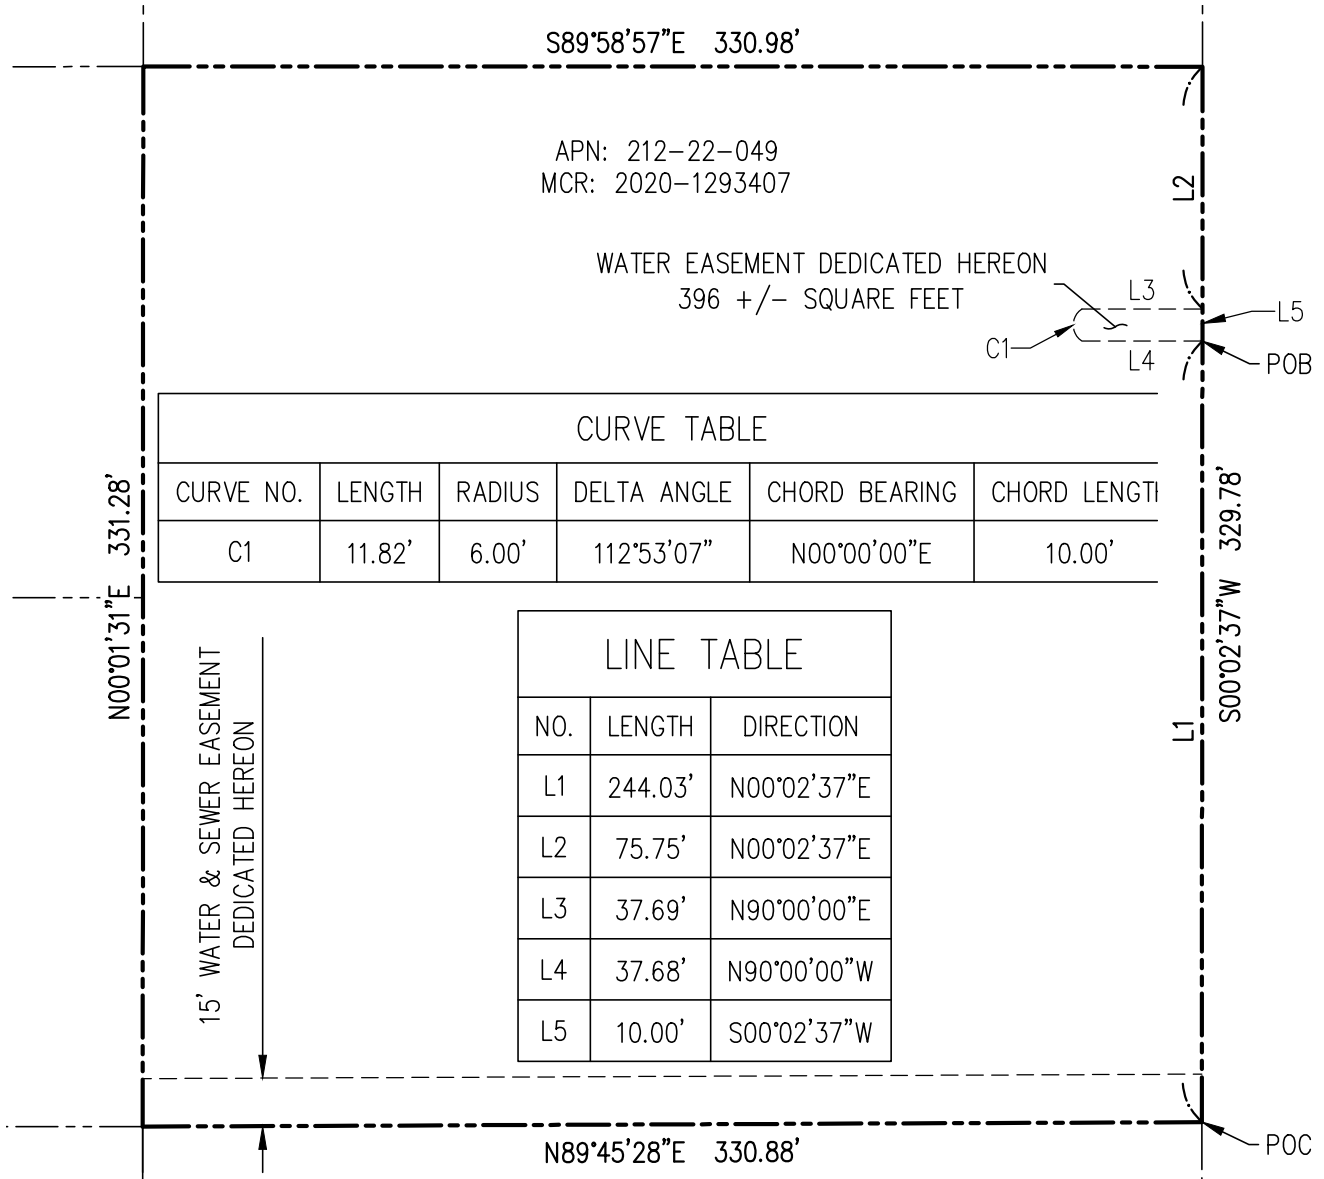 S89°58'57"E 330.98'
APN: 212-22-049
MCR: 2020-1293407
L2
WATER EASEMENT DEDICATED HEREON
396 +/- SQUARE FEET
L3
L5
C1
L4
POB
CURVE TABLE
CURVE NO. LENGTH RADIUS DELTA ANGLE CHORD BEARING CHORD LENGTH
C1 11.82' 6.00' 112°53'07" N00°00'00"E 10.00'
N00°01'31"E 331.28'
S00°02'37"W 329.78'
LINE TABLE
NO. LENGTH DIRECTION
L1 244.03' N00°02'37"E
L2 75.75' N00°02'37"E
L3 37.69' N90°00'00"E
L4 37.68' N90°00'00"W
L5 10.00' S00°02'37"W
L1
15' WATER & SEWER EASEMENT
DEDICATED HEREON
N89°45'28"E 330.88'
POC